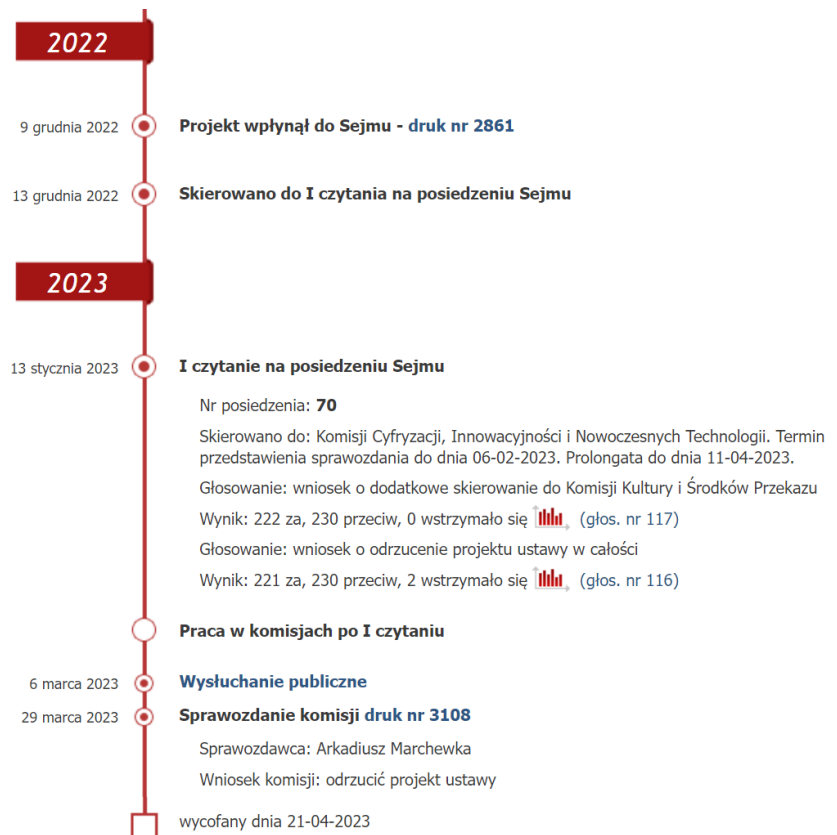 2022
9 grudnia 2022 Projekt wpłynął do Sejmu - druk nr 2861
13 grudnia 2022 Skierowano do I czytania na posiedzeniu Sejmu
2023
13 stycznia 2023 I czytanie na posiedzeniu Sejmu
Nr posiedzenia: 70
Skierowano do: Komisji Cyfryzacji, Innowacyjności i Nowoczesnych Technologii. Termin
przedstawienia sprawozdania do dnia 06-02-2023. Prolongata do dnia 11-04-2023.
Głosowanie: wniosek o dodatkowe skierowanie do Komisji Kultury i Środków Przekazu
Wynik: 222 za, 230 przeciw, 0 wstrzymało się (głos. nr 117)
Głosowanie: wniosek o odrzucenie projektu ustawy w całości
Wynik: 221 za, 230 przeciw, 2 wstrzymało się (głos. nr 116)
Praca w komisjach po I czytaniu
6 marca 2023 Wysłuchanie publiczne
29 marca 2023 Sprawozdanie komisji druk nr 3108
Sprawozdawca: Arkadiusz Marchewka
Wniosek komisji: odrzucić projekt ustawy
wycofany dnia 21-04-2023